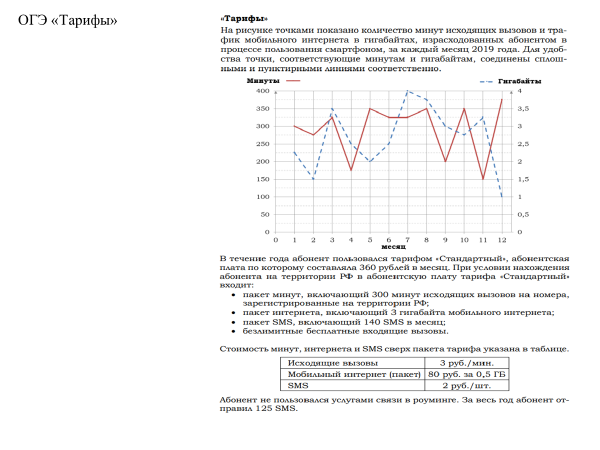 ОГЭ «Тарифы»
«Тарифы»
На рисунке точками показано количество минут исходящих вызовов и тра-
фик мобильного интернета в гигабайтах, израсходованных абонентом в
процессе пользования смартфоном, за каждый месяц 2019 года. Для удоб-
ства точки, соответствующие минутам и гигабайтам, соединены сплош-
ными и пунктирными линиями соответственно.
Минуты Гигабайты
400 4
350 3,5
300 3
250 2,5
200 2
150 1,5
100 1
50 0,5
0 0
0 1 2 3 4 5 6 7 8 9 10 11 12
месяц
В течение года абонент пользовался тарифом «Стандартный», абонентская
плата по которому составляла 360 рублей в месяц. При условии нахождения
абонента на территории РФ в абонентскую плату тарифа «Стандартный»
входит:
• пакет минут, включающий 300 минут исходящих вызовов на номера,
зарегистрированные на территории РФ;
• пакет интернета, включающий 3 гигабайта мобильного интернета;
• пакет SMS, включающий 140 SMS в месяц;
• безлимитные бесплатные входящие вызовы.
Стоимость минут, интернета и SMS сверх пакета тарифа указана в таблице.
Исходящие вызовы 3 руб./мин.
Мобильный интернет (пакет) 80 руб. за 0,5 ГБ
SMS 2 руб./шт.
Абонент не пользовался услугами связи в роуминге. За весь год абонент от-
правил 125 SMS.